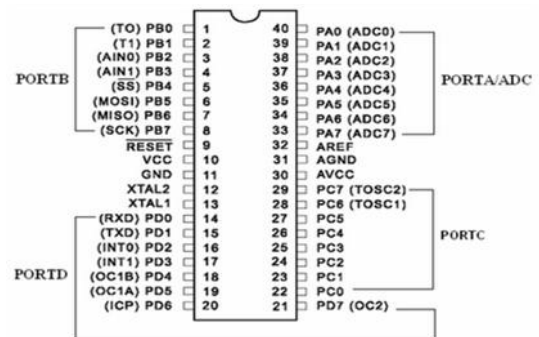 (TO) PB0 1 40 PA0 (ADC0)
(T1) PB1 2 39 PA1 (ADC1)
(AIN0) PB2 3 38 PA2 (ADC2)
PORTB (AIN1) PB3 4 37 PA3 (ADC3) PORTA/ADC
(SS) PB4 5 36 PA4 (ADC4)
(MOSI) PB5 6 35 PA5 (ADC5)
(MISO) PB6 7 34 PA6 (ADC6)
(SCK) PB7 8 33 PA7 (ADC7)
RESET 9 32 AREF
VCC 10 31 AGND
GND 11 30 AVCC
XTAL2 12 29 PC7 (TOSC2)
XTAL1 13 28 PC6 (TOSC1)
(RXD) PD0 14 27 PC5
(TXD) PD1 15 26 PC4 PORTC
(INT0) PD2 16 25 PC3
PORTD (INT1) PD3 17 24 PC2
(OC1B) PD4 18 23 PC1
(OC1A) PD5 19 22 PC0
(ICP) PD6 20 21 PD7 (OC2)